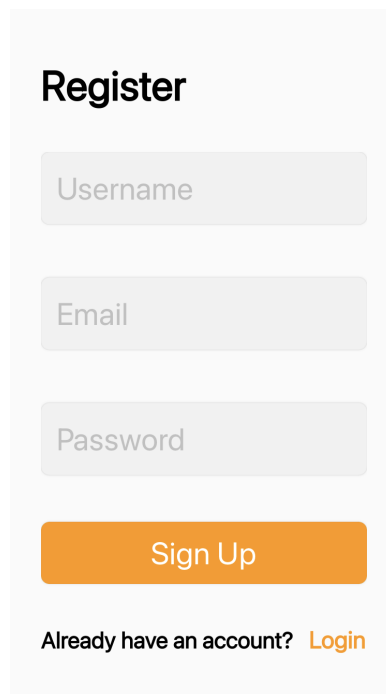 Register
Username
Email
Password
Sign Up
Already have an account? Login